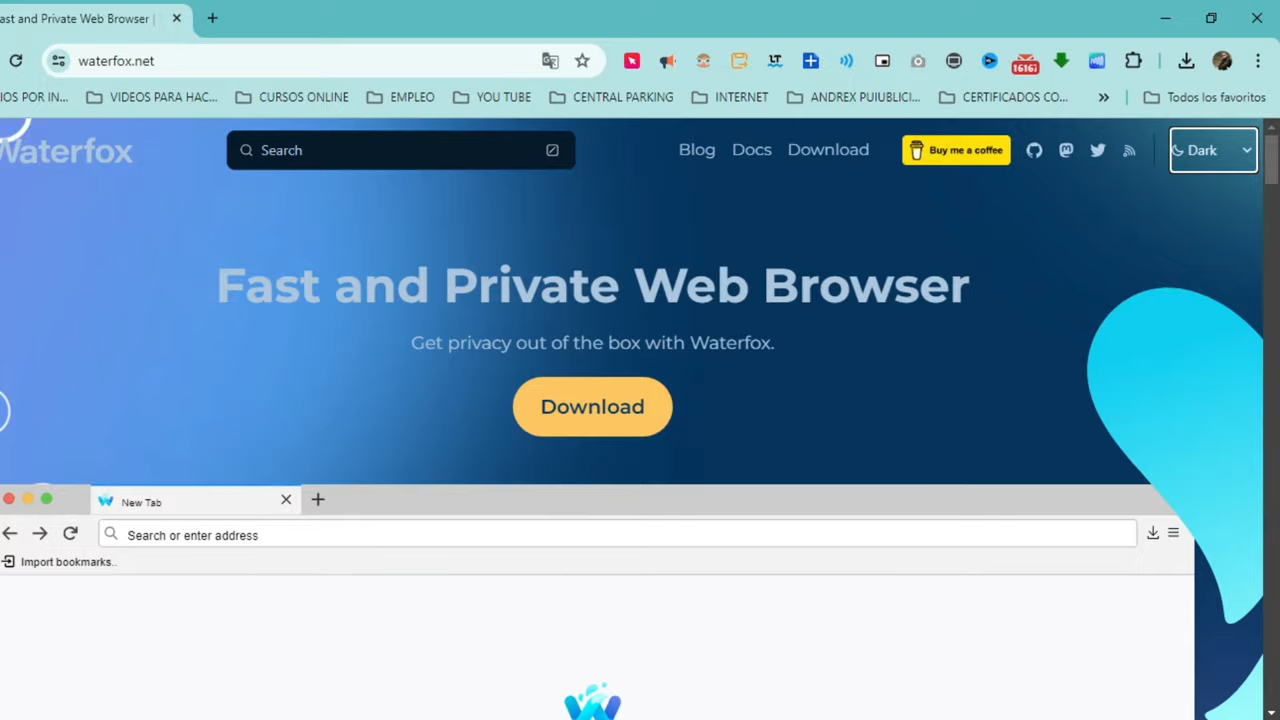 ast and Private Web Browser |
waterfox.net
16167
IOS POR IN...
VIDEOS PARA HAC...
CURSOS ONLINE
EMPLEO
YOU TUBE
CENTRAL PARKING
INTERNET
ANDREX PUIUBLICI...
CERTIFICADOS CO...
»
Todos los favoritos
Waterfox
Search
Blog
Docs
Download
Buy me a coffee
Dark
Fast and Private Web Browser
Get privacy out of the box with Waterfox.
Download
New Tab
Search or enter address
Import bookmarks..